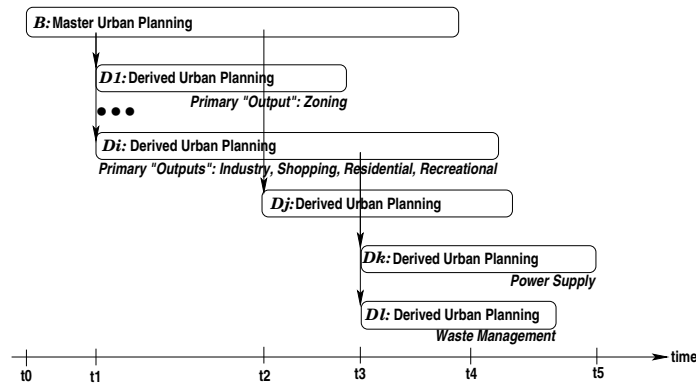 B: Master Urban Planning
D1: Derived Urban Planning
Primary "Output": Zoning
Di: Derived Urban Planning
Primary "Outputs": Industry, Shopping, Residential, Recreational
Dj: Derived Urban Planning
Dk: Derived Urban Planning
Power Supply
Dl: Derived Urban Planning
Waste Management
time
t0 t1 t2 t3 t4 t5